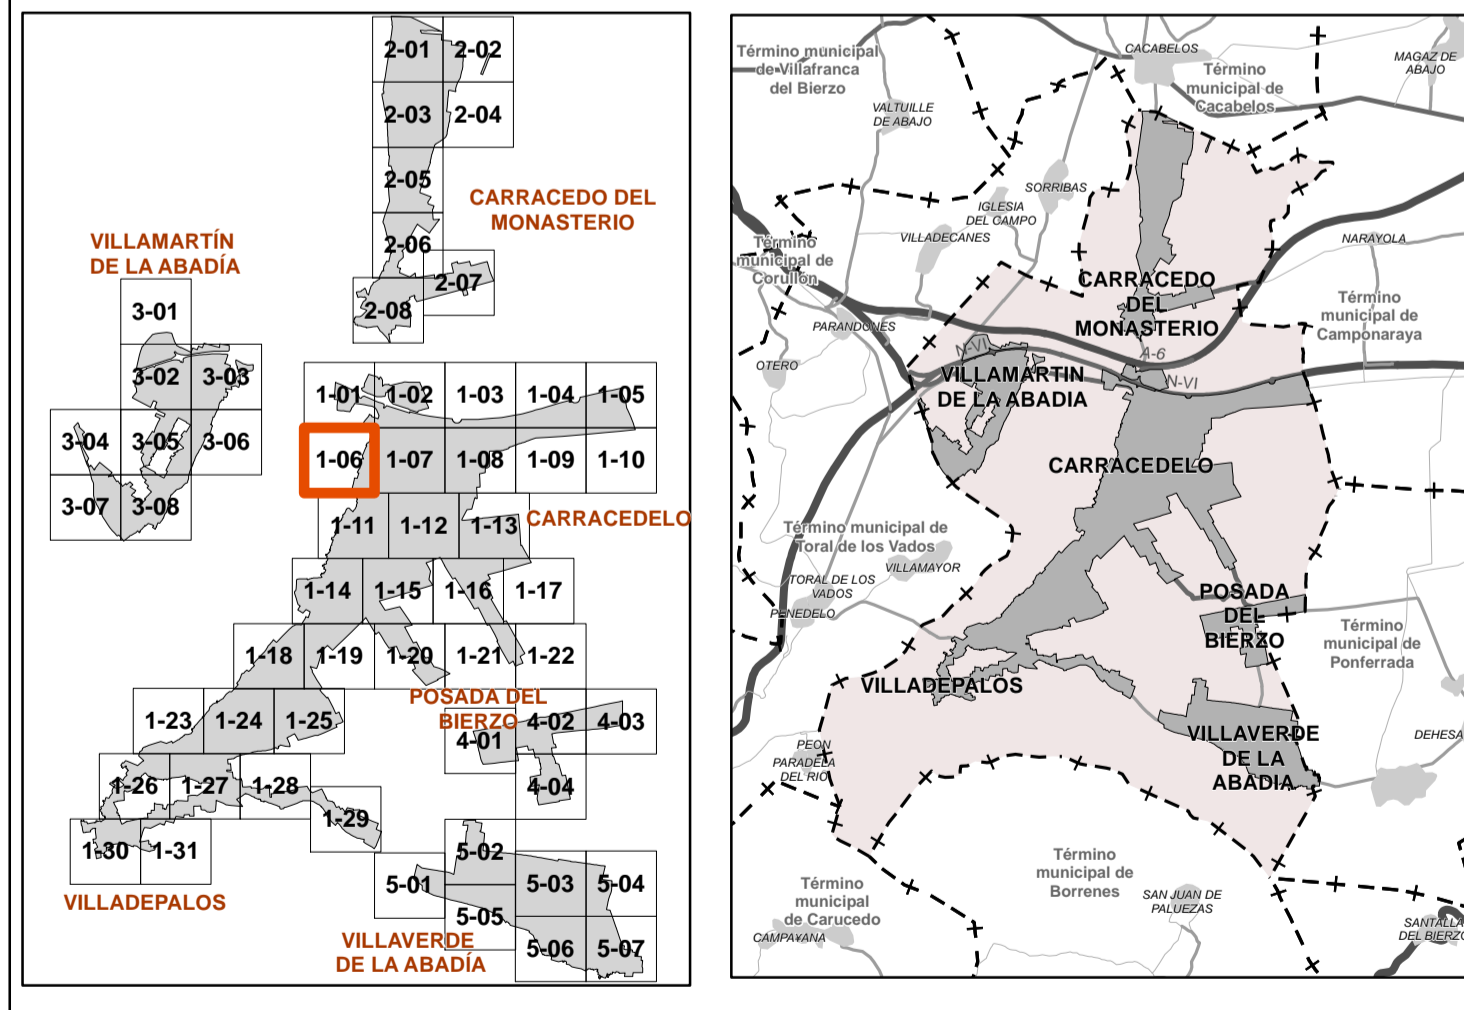 2-01
2-02
2-03
2-04
2-05
2-06
2-07
2-08
CARRACEDO DEL
MONASTERIO
VILLAMARTÍN
DE LA ABADÍA
3-01
3-02
3-03
3-04
3-05
3-06
3-07
3-08
1-01
1-02
1-03
1-04
1-05
1-06
1-07
1-08
1-09
1-10
1-11
1-12
1-13
CARRACEDELO
1-14
1-15
1-16
1-17
1-18
1-19
1-20
1-21
1-22
POSADA DEL
BIERZO
1-23
1-24
1-25
4-01
4-02
4-03
4-04
1-26
1-27
1-28
1-29
1-30
1-31
VILLADEPALOS
5-01
5-02
5-03
5-04
5-05
5-06
5-07
VILLAVERDE
DE LA ABADÍA
Término municipal
de Villafranca
del Bierzo
CACABELOS
Término
municipal de
Cacabelos
MAGAZ DE
ABAJO
VALTUILLE
DE ABAJO
SORRIBAS
IGLESIA
DEL CAMPO
VILLADECANES
NARAYOLA
Término
municipal de
Corullón
CARRACEDO
DEL
MONASTERIO
Término
municipal de
Camponaraya
PARANDONES
OTERO
N-VI
A-6
N-VI
VILLAMARTIN
DE LA ABADIA
CARRACEDELO
Término municipal de
Toral de los Vados
VILLAMAYOR
TORAL DE LOS
VADOS
PENEDELO
POSADA
DEL
BIERZO
Término
municipal de
Ponferrada
VILLADEPALOS
VILLAVERDE
DE LA
ABADIA
DEHESA
PEON
PARADELA
DEL RIO
Término
municipal de
Borrenes
Término
municipal
de Carucedo
CAMPAÑANA
SAN JUAN DE
PALUEZAS
SANTALLA
DEL BIERZO